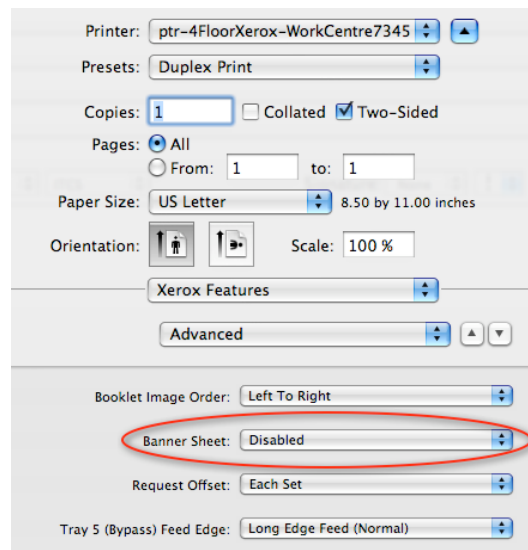 Printer: ptr-4FloorXerox-WorkCentre7345
Presets: Duplex Print
Copies: 1 Collated Two-Sided
Pages: All
From: 1 to: 1
Paper Size: US Letter 8.50 by 11.00 inches
Orientation: Scale: 100 %
Xerox Features
Advanced
Booklet Image Order: Left To Right
Banner Sheet: Disabled
Request Offset: Each Set
Tray 5 (Bypass) Feed Edge: Long Edge Feed (Normal)